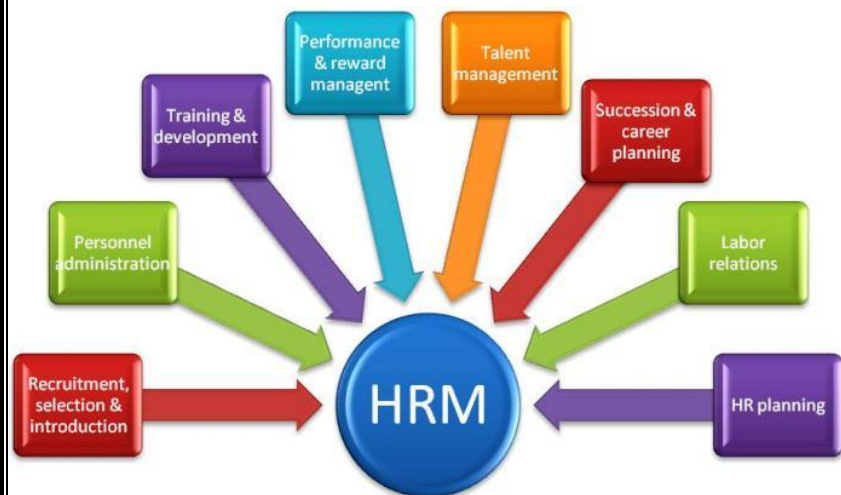 Performance
& reward
managent
Talent
management
Training &
development
Succession &
career
planning
Personnel
administration
Labor
relations
Recruitment,
selection &
introduction
HRM
HR planning